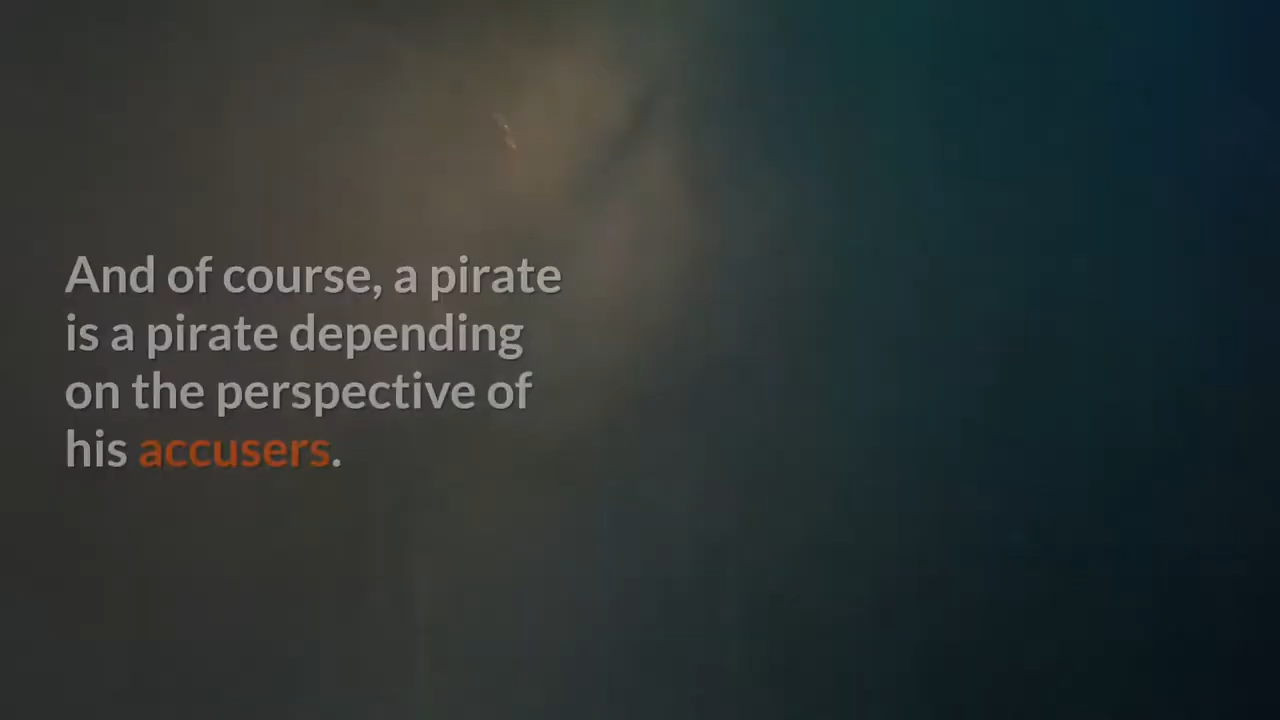 And of course, a pirate
is a pirate depending
on the perspective of
his accusers.